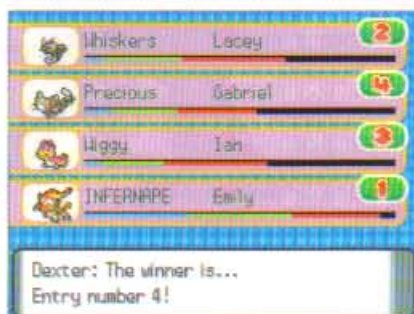 Whiskers Lacey 2
Precious Gabriel 4
Wiggy Ian 3
INFERNAPE Emily 1
Dexter: The winner is...
Entry number 4!